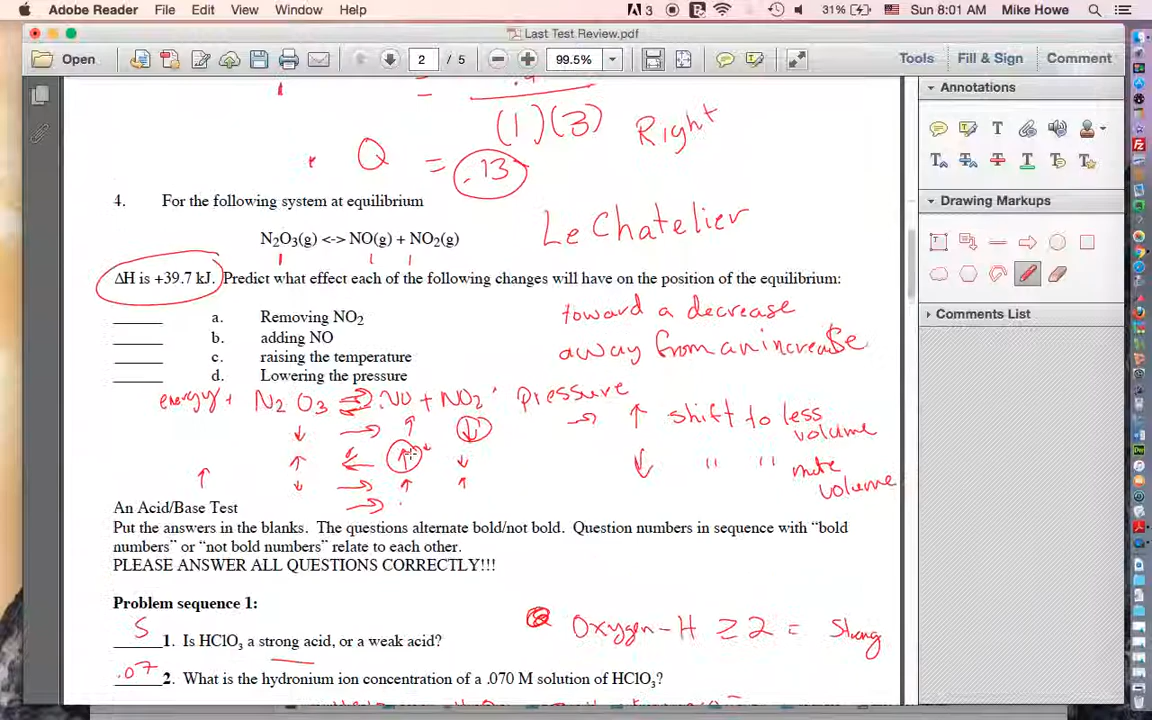 Adobe Reader File Edit View Window Help 3 31% Sun 8:01 AM Mike Howe
Last Test Review.pdf
Open 2 / 5 99.5% Tools Fill & Sign Comment
Annotations
Drawing Markups
Comments List
(1)(3) Right
Q = .13
4. For the following system at equilibrium
Le Chatelier
N2O3(g) <-> NO(g) + NO2(g)
ΔH is +39.7 kJ. Predict what effect each of the following changes will have on the position of the equilibrium:
toward a decrease
a. Removing NO2
b. adding NO
away from an increase
c. raising the temperature
d. Lowering the pressure
energy + N2O3 ⇌ NO + NO2 Pressure
→ ↑ shift to less
volume
↓ " " more
volume
An Acid/Base Test
Put the answers in the blanks. The questions alternate bold/not bold. Question numbers in sequence with “bold
numbers” or “not bold numbers” relate to each other.
PLEASE ANSWER ALL QUESTIONS CORRECTLY!!!
Problem sequence 1:
Oxygen-H ≥2 = Strong
S 1. Is HClO3 a strong acid, or a weak acid?
.07 2. What is the hydronium ion concentration of a .070 M solution of HClO3?